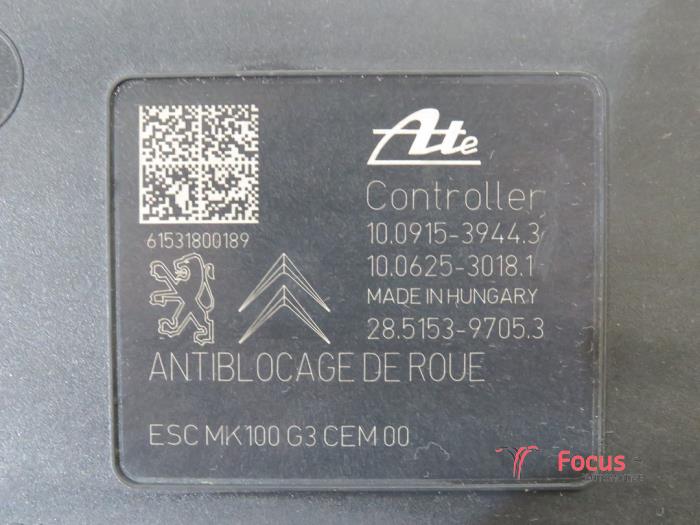 Ate
Controller
61531800189
10.0915-3944.3
10.0625-3018.1
MADE IN HUNGARY
28.5153-9705.3
ANTIBLOCAGE DE ROUE
ESC MK100 G3 CEM 00
Focus
AUTOMOTIVE